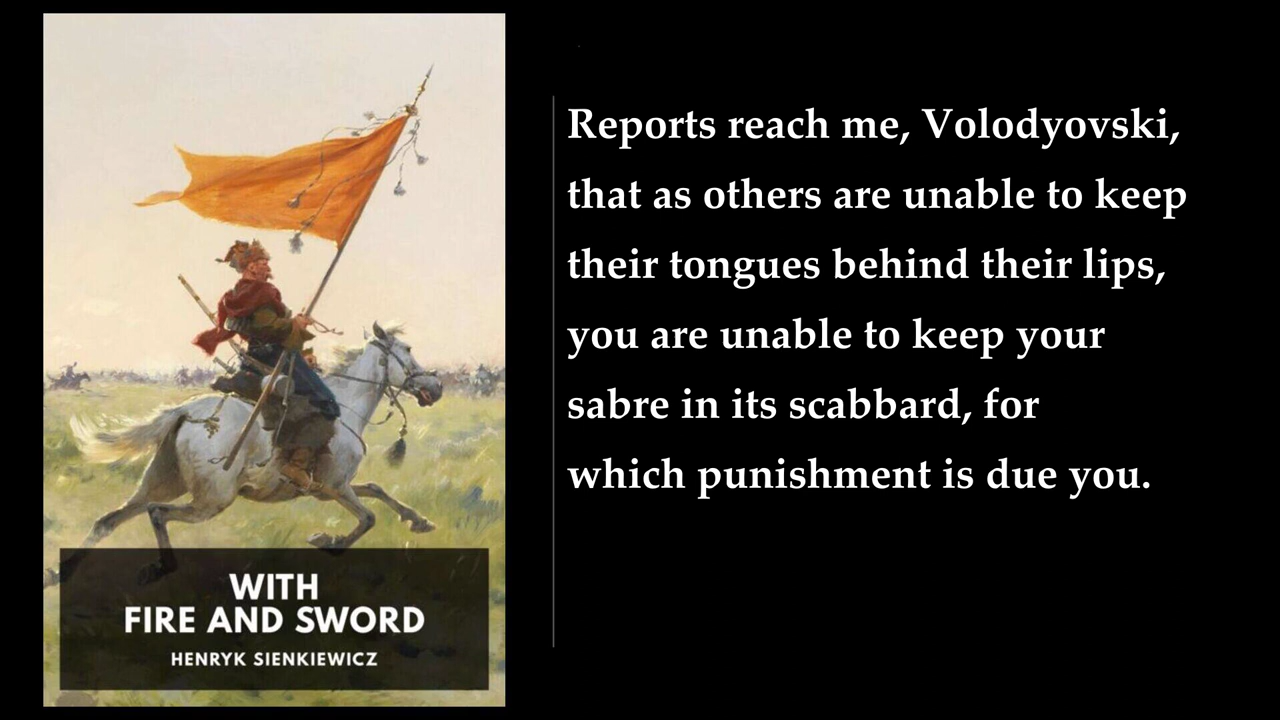 WITH
FIRE AND SWORD
HENRYK SIENKIEWICZ
Reports reach me, Volodyovski,
that as others are unable to keep
their tongues behind their lips,
you are unable to keep your
sabre in its scabbard, for
which punishment is due you.